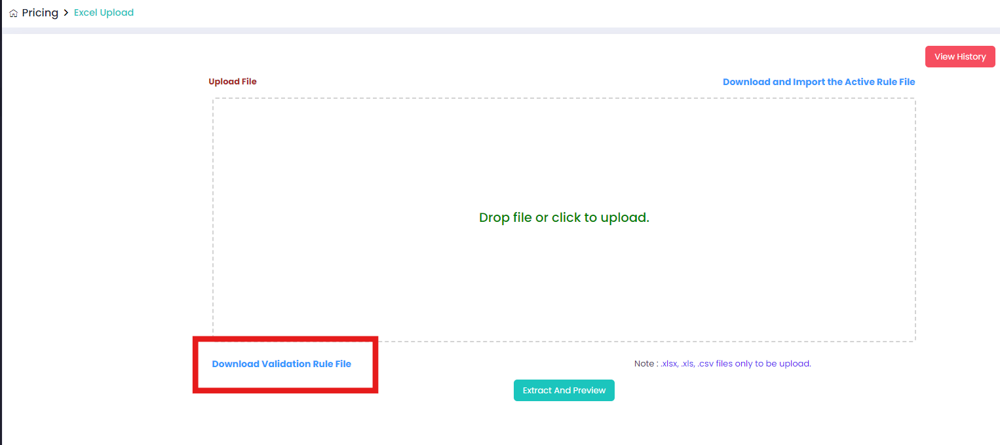 Pricing > Excel Upload
View History
Upload File
Download and Import the Active Rule File
Drop file or click to upload.
Download Validation Rule File
Note : .xlsx, .xls, .csv files only to be upload.
Extract And Preview